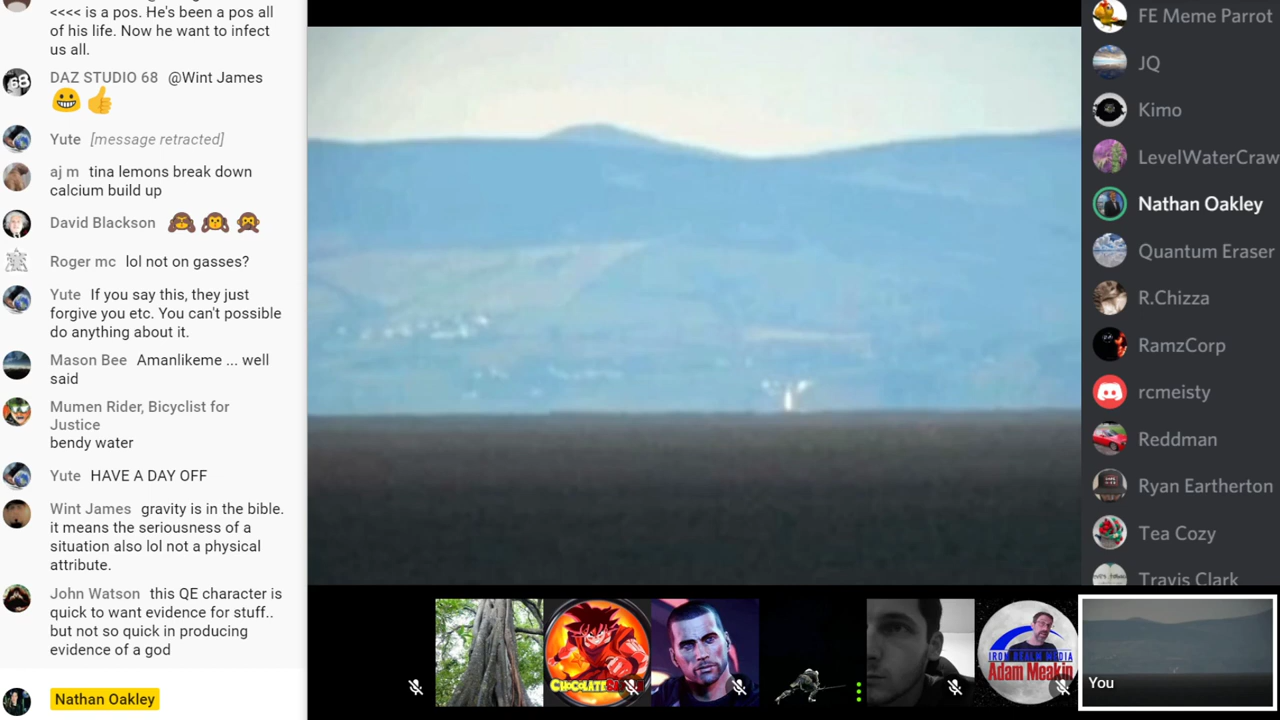 <<<< is a pos. He's been a pos all
of his life. Now he want to infect
us all.
DAZ STUDIO 68 @Wint James
Yute [message retracted]
aj m tina lemons break down
calcium build up
David Blackson
Roger mc lol not on gasses?
Yute If you say this, they just
forgive you etc. You can't possible
do anything about it.
Mason Bee Amanlikeme ... well
said
Mumen Rider, Bicyclist for
Justice
bendy water
Yute HAVE A DAY OFF
Wint James gravity is in the bible.
it means the seriousness of a
situation also lol not a physical
attribute.
John Watson this QE character is
quick to want evidence for stuff..
but not so quick in producing
evidence of a god
Nathan Oakley
FE Meme Parrot
JQ
Kimo
LevelWaterCraw
Nathan Oakley
Quantum Eraser
R.Chizza
RamzCorp
rcmeisty
Reddman
Ryan Eartherton
Tea Cozy
Travis Clark
68
IRON REALM MEDIA
Adam Meakin
You